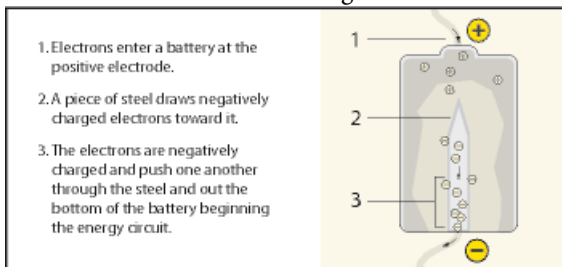 1. Electrons enter a battery at the
positive electrode.
2. A piece of steel draws negatively
charged electrons toward it.
3. The electrons are negatively
charged and push one another
through the steel and out the
bottom of the battery beginning
the energy circuit.
1
+
2
3
−